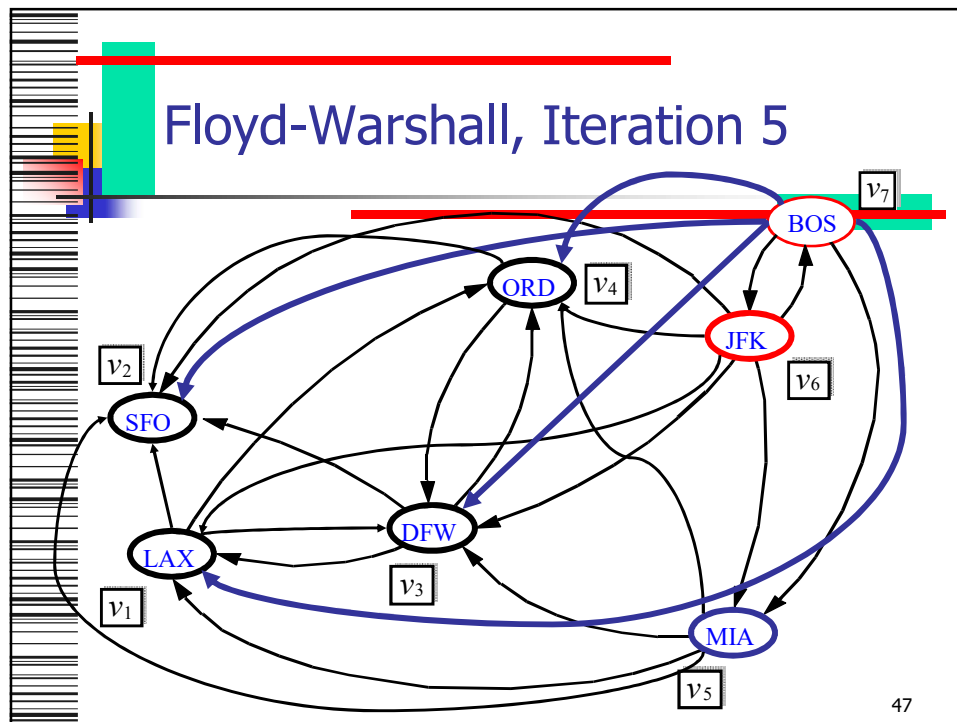 Floyd-Warshall, Iteration 5
v7
BOS
ORD
v4
JFK
v2
v6
SFO
DFW
LAX
v3
v1
MIA
v5
47